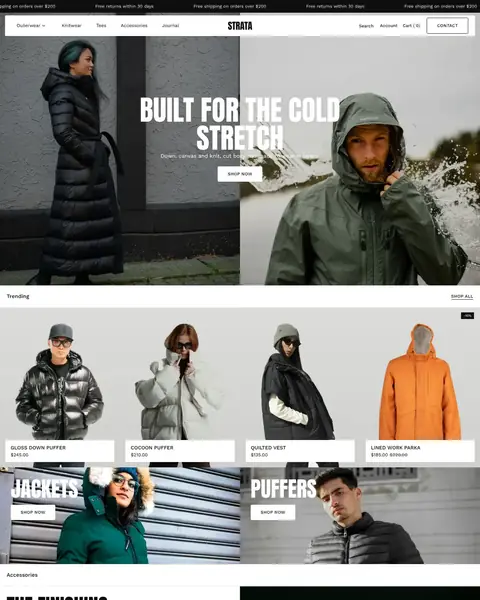 pping on orders over $200 Free returns within 30 days Free shipping on orders over $200 Free returns within 30 days Free shipping on orders over $200
Outerwear Knitwear Tees Accessories Journal STRATA Search Account Cart CONTACT
BUILT FOR THE COLD
STRETCH
Down, canvas and knit, cut
SHOP NOW
Trending SHOP ALL
GLOSS DOWN PUFFER COCOON PUFFER QUILTED VEST LINED WORK PARKA
$245.00 $210.00 $135.00 $185.00
JACKETS PUFFERS
SHOP NOW SHOP NOW
Accessories
THE FINISHING